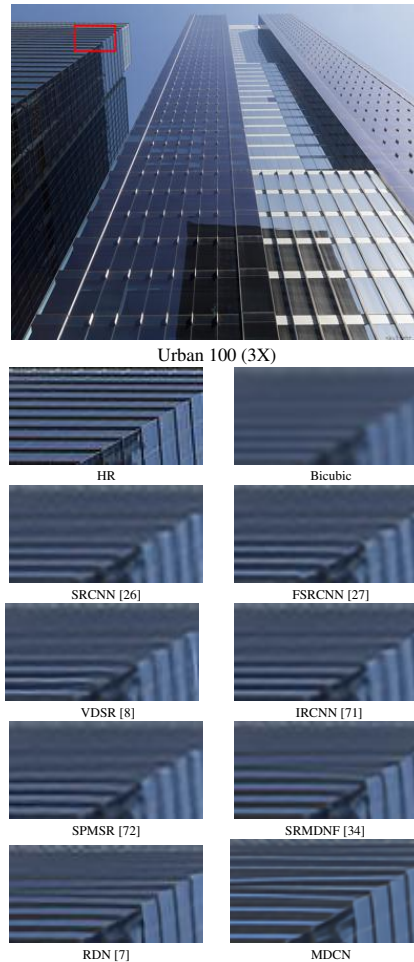 Urban 100 (3X)
HR Bicubic
SRCNN [26] FSRCNN [27]
VDSR [8] IRCNN [71]
SPMSR [72] SRMDNF [34]
RDN [7] MDCN